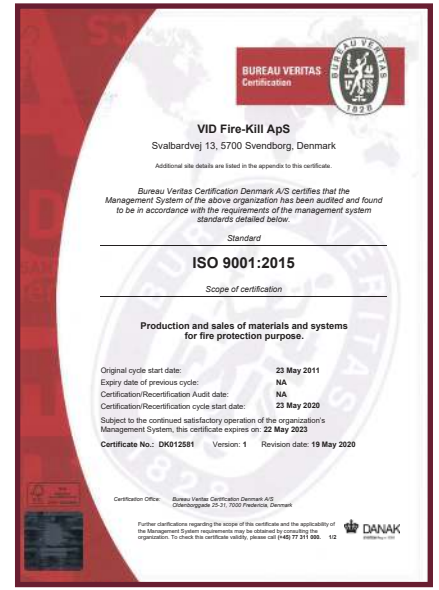 BUREAU VERITAS
Certification
BUREAU VERITAS
1828
VID Fire-Kill ApS
Svalbardvej 13, 5700 Svendborg, Denmark
Additional site details are listed in the appendix to this certificate.
Bureau Veritas Certification Denmark A/S certifies that the
Management System of the above organization has been audited and found
to be in accordance with the requirements of the management system
standards detailed below.
Standard
ISO 9001:2015
Scope of certification
Production and sales of materials and systems
for fire protection purpose.
Original cycle start date: 23 May 2011
Expiry date of previous cycle: NA
Certification/Recertification Audit date: NA
Certification/Recertification cycle start date: 23 May 2020
Subject to the continued satisfactory operation of the organization's
Management System, this certificate expires on: 22 May 2023
Certificate No.: DK012581 Version: 1 Revision date: 19 May 2020
Certification Office: Bureau Veritas Certification Denmark A/S
Oldenborggade 25-31, 7000 Fredericia, Denmark
Further clarifications regarding the scope of this certificate and the applicability of
the Management System requirements may be obtained by consulting the
organization. To check this certificate validity, please call (+45) 77 311 000. 1/2
DANAK